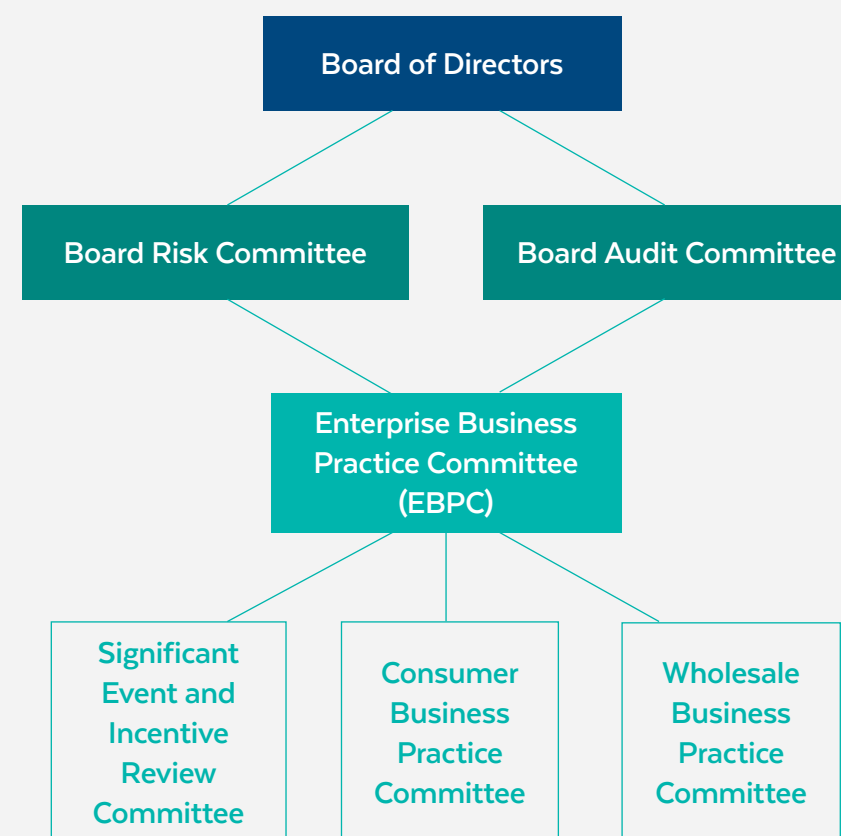 Board of Directors
Board Risk Committee
Board Audit Committee
Enterprise Business
Practice Committee
(EBPC)
Significant
Event and
Incentive
Review
Committee
Consumer
Business
Practice
Committee
Wholesale
Business
Practice
Committee